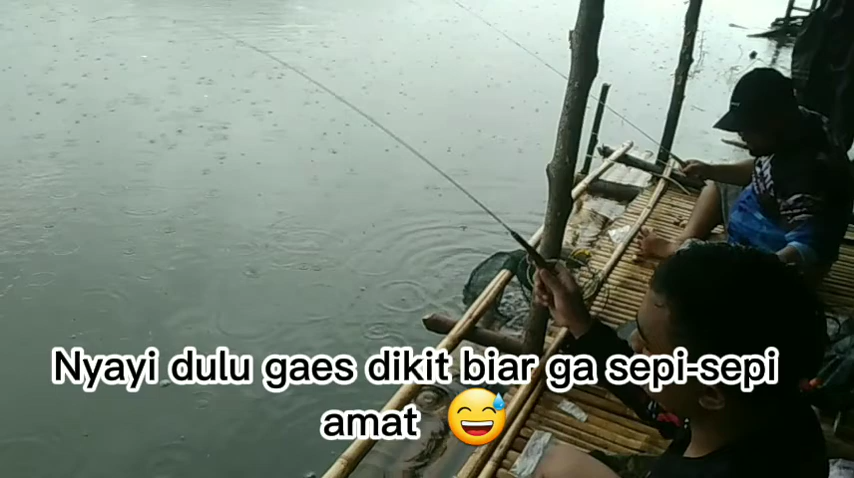 Nyayi dulu gaes dikit biar ga sepi-sepi
amat 😅